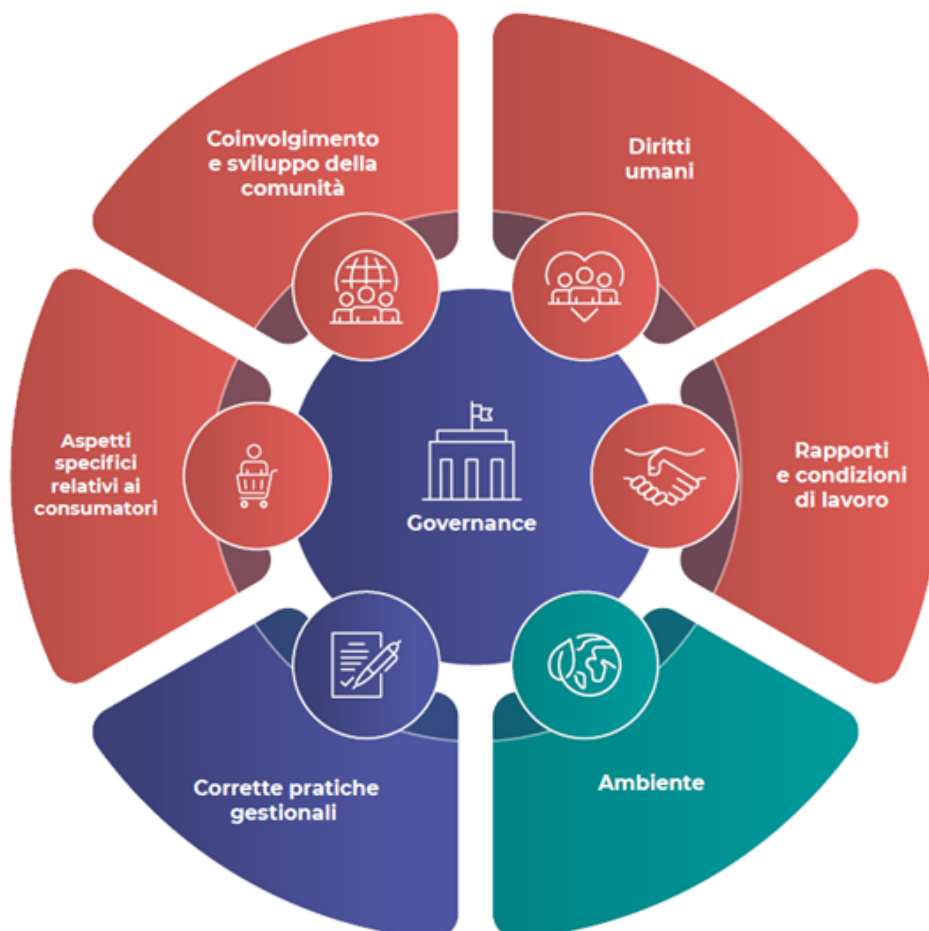 Coinvolgimento
e sviluppo della
comunità
Diritti
umani
Aspetti
specifici
relativi ai
consumatori
Governance
Rapporti
e condizioni
di lavoro
Corrette pratiche
gestionali
Ambiente